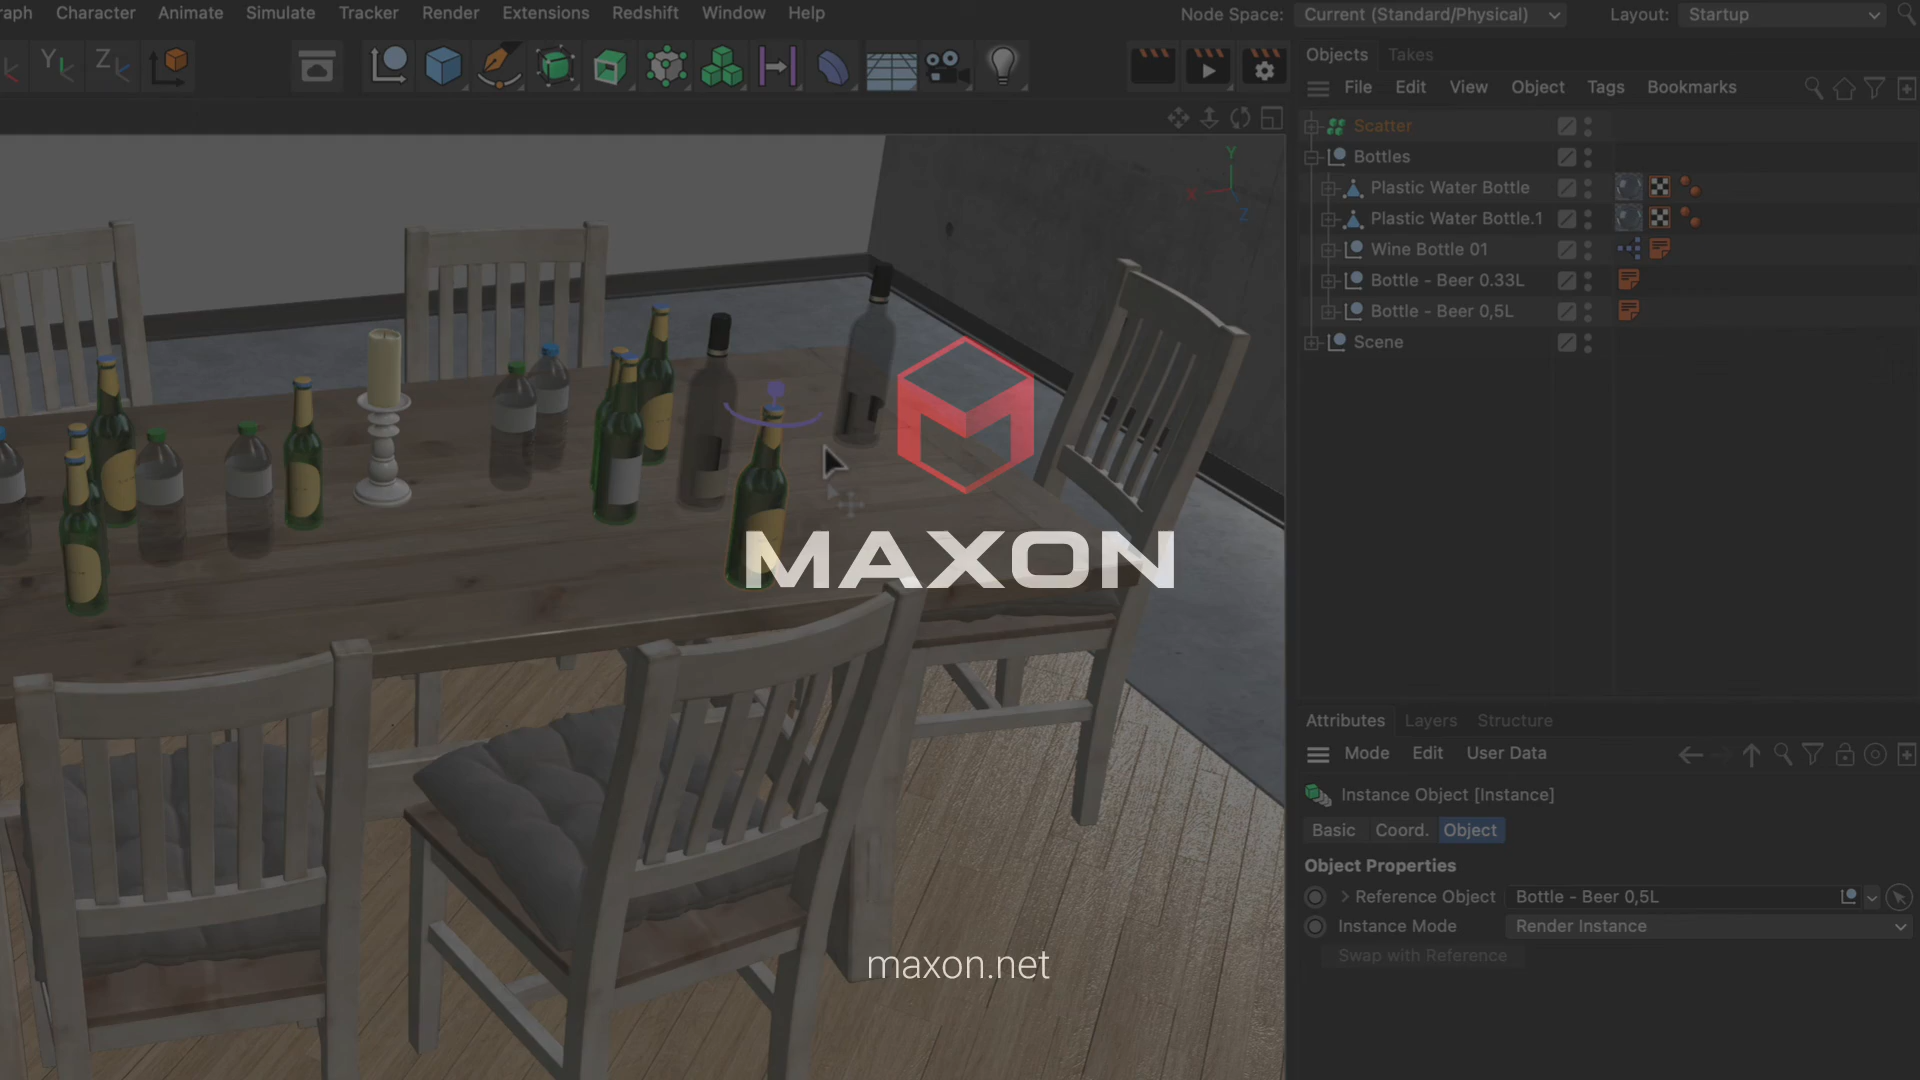 raph Character Animate Simulate Tracker Render Extensions Redshift Window Help Node Space: Current (Standard/Physical) Layout: Startup
Y Z
Objects Takes
File Edit View Object Tags Bookmarks
Scatter
Bottles
Plastic Water Bottle
Plastic Water Bottle.1
Wine Bottle 01
Bottle - Beer 0.33L
Bottle - Beer 0,5L
Scene
Y
X
Z
MAXON
maxon.net
Attributes Layers Structure
Mode Edit User Data
Instance Object [Instance]
Basic Coord. Object
Object Properties
Reference Object Bottle - Beer 0,5L
Instance Mode Render Instance
Swap with Reference